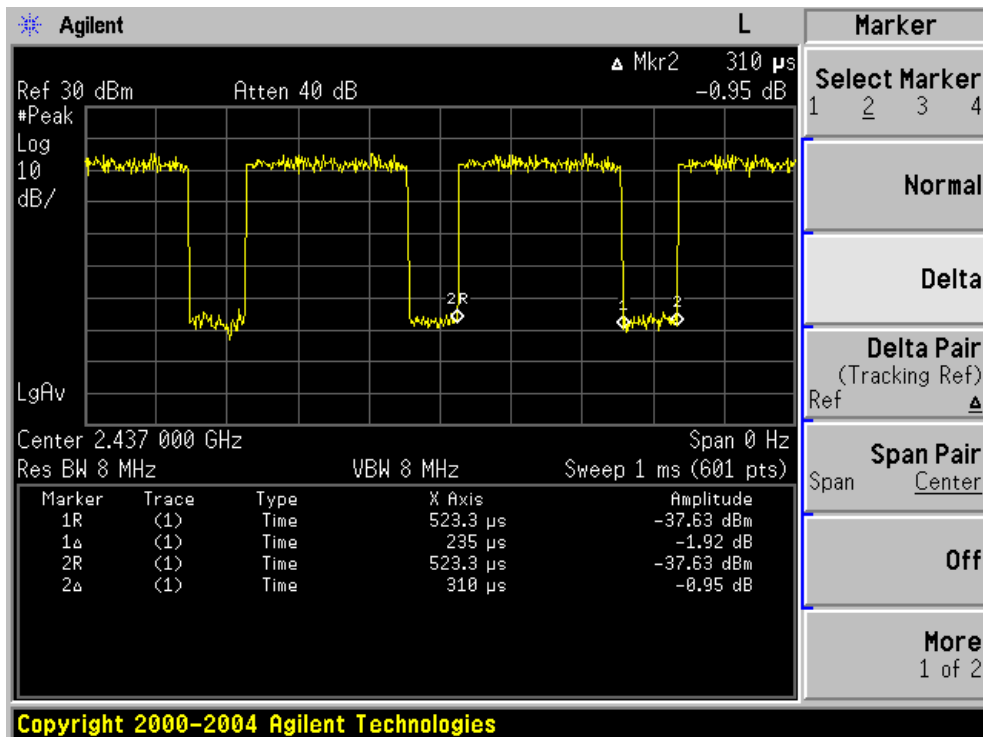 Agilent
L
Marker
Δ Mkr2 310 µs
Ref 30 dBm Atten 40 dB -0.95 dB
#Peak
Log
10
dB/
2R
1
2
LgAv
Center 2.437 000 GHz Span 0 Hz
Res BW 8 MHz VBW 8 MHz Sweep 1 ms (601 pts)
Marker Trace Type X Axis Amplitude
1R (1) Time 523.3 µs -37.63 dBm
1Δ (1) Time 235 µs -1.92 dB
2R (1) Time 523.3 µs -37.63 dBm
2Δ (1) Time 310 µs -0.95 dB
Select Marker
1 2 3 4
Normal
Delta
Delta Pair
(Tracking Ref)
Ref Δ
Span Pair
Span Center
Off
More
1 of 2
Copyright 2000-2004 Agilent Technologies